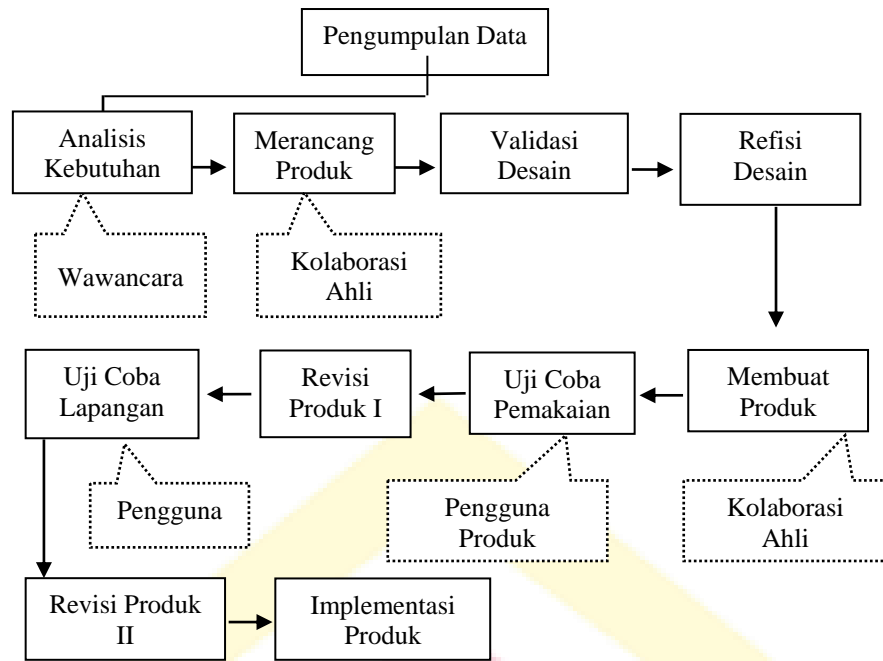 Pengumpulan Data
Analisis
Kebutuhan
Merancang
Produk
Validasi
Desain
Refisi
Desain
Wawancara
Kolaborasi
Ahli
Uji Coba
Lapangan
Revisi
Produk I
Uji Coba
Pemakaian
Membuat
Produk
Pengguna
Pengguna
Produk
Kolaborasi
Ahli
Revisi Produk
II
Implementasi
Produk